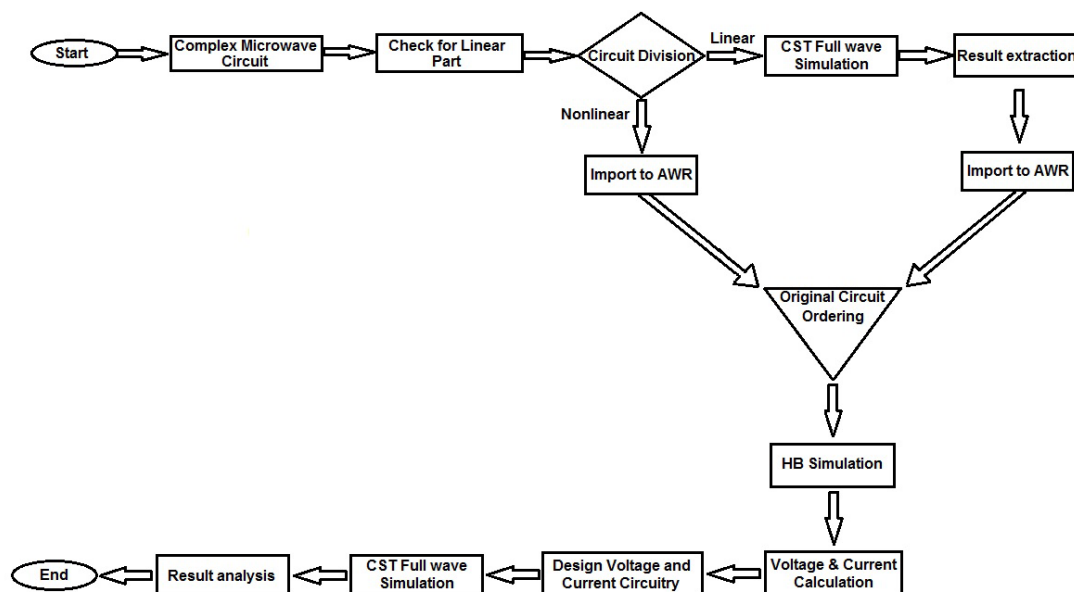 Start
Complex Microwave
Circuit
Check for Linear
Part
Circuit Division
Linear
CST Full wave
Simulation
Result extraction
Nonlinear
Import to AWR
Import to AWR
Original Circuit
Ordering
HB Simulation
Voltage & Current
Calculation
Design Voltage and
Current Circuitry
CST Full wave
Simulation
Result analysis
End